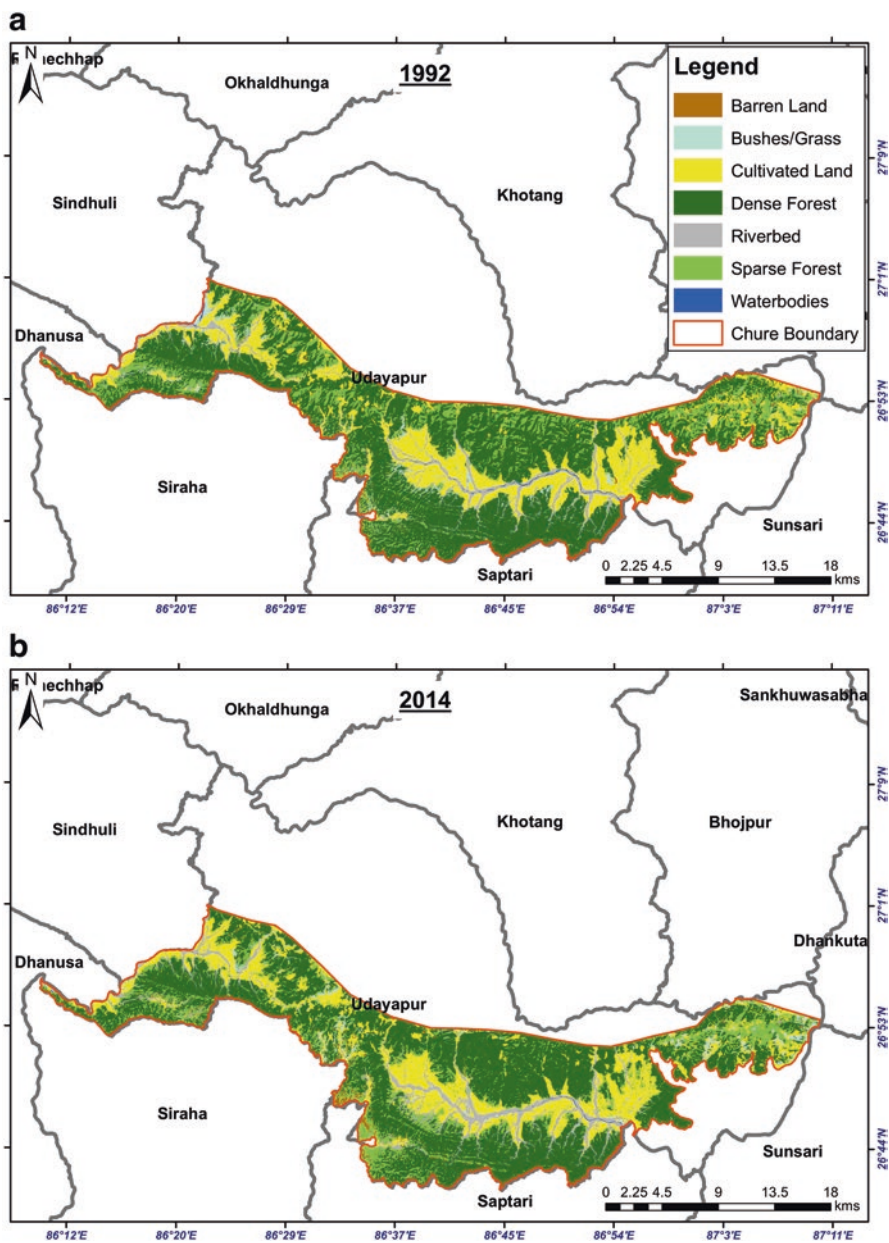 a
N
chhap
Okhaldhunga
1992
Legend
Barren Land
Bushes/Grass
Cultivated Land
Dense Forest
Riverbed
Sparse Forest
Waterbodies
Chure Boundary
Sindhuli
Khotang
Dhanusa
Udayapur
Siraha
Saptari
Sunsari
0 2.25 4.5 9 13.5 18
kms
27°9'N
27°1'N
26°53'N
26°44'N
86°12'E 86°20'E 86°29'E 86°37'E 86°45'E 86°54'E 87°3'E 87°11'E
b
N
echhap
Okhaldhunga
2014
Sankhuwasabha
Sindhuli
Khotang
Bhojpur
Dhankuta
Dhanusa
Udayapur
Siraha
Saptari
Sunsari
0 2.25 4.5 9 13.5 18
kms
27°9'N
27°1'N
26°53'N
26°44'N
86°12'E 86°20'E 86°29'E 86°37'E 86°45'E 86°54'E 87°3'E 87°11'E